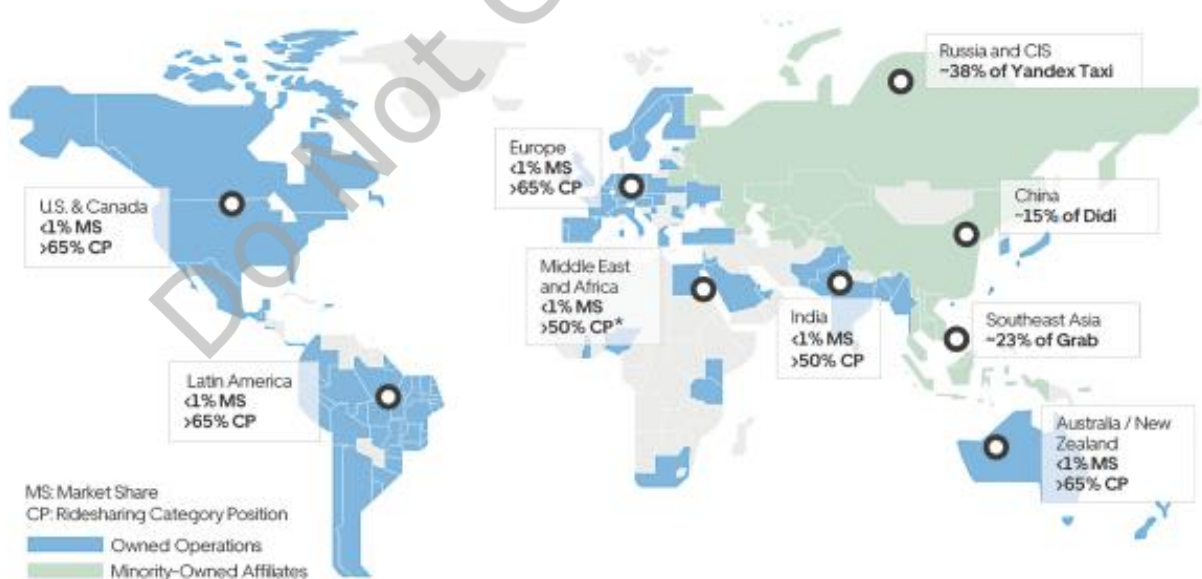 Do Not C
Russia and CIS
~38% of Yandex Taxi
Europe
<1% MS
>65% CP
China
~15% of Didi
U.S. & Canada
<1% MS
>65% CP
Middle East
and Africa
<1% MS
>50% CP*
India
<1% MS
>50% CP
Southeast Asia
~23% of Grab
Latin America
<1% MS
>65% CP
Australia / New
Zealand
<1% MS
>65% CP
MS: Market Share
CP: Ridesharing Category Position
Owned Operations
Minority-Owned Affiliates